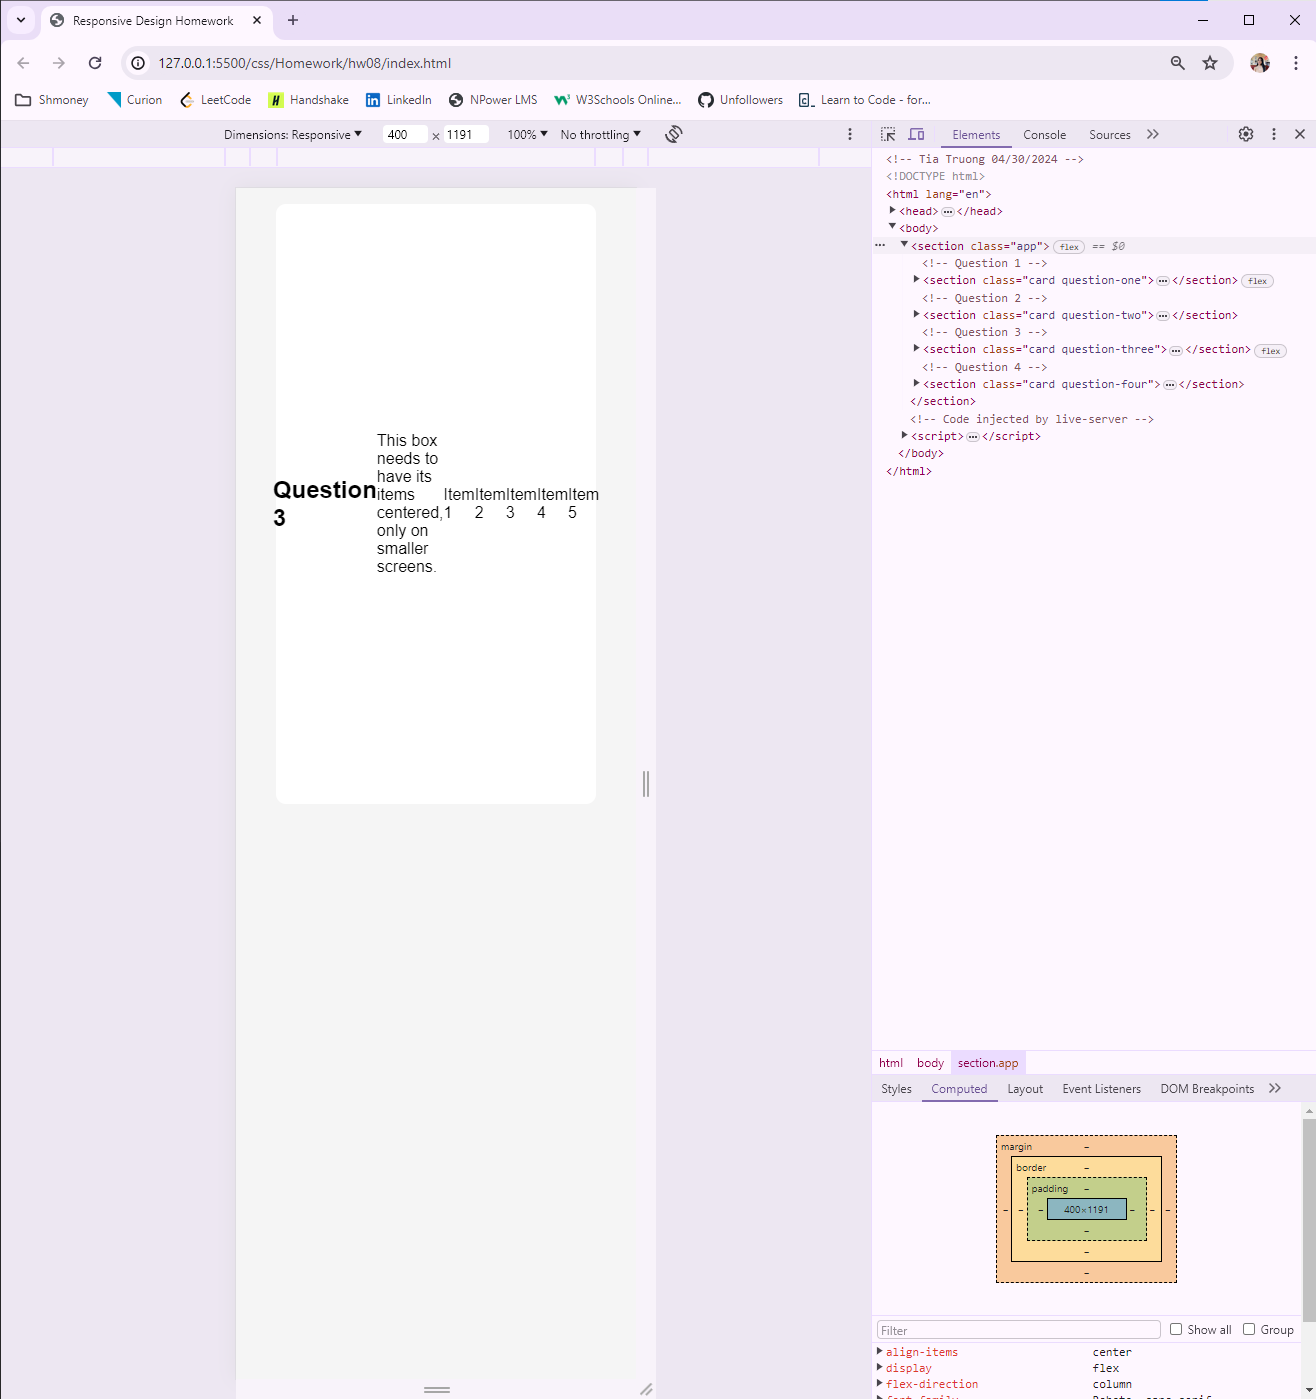 Responsive Design Homework
127.0.0.1:5500/css/Homework/hw08/index.html
Shmoney Curion LeetCode Handshake LinkedIn NPower LMS W3Schools Online... Unfollowers Learn to Code - for...
Dimensions: Responsive 400 × 1191 100% No throttling
Elements Console Sources
<!-- Tia Truong 04/30/2024 -->
<!DOCTYPE html>
<html lang="en">
<head> ••• </head>
<body>
••• <section class="app"> flex == $0
<!-- Question 1 -->
<section class="card question-one"> ••• </section> flex
<!-- Question 2 -->
<section class="card question-two"> ••• </section>
<!-- Question 3 -->
<section class="card question-three"> ••• </section> flex
<!-- Question 4 -->
<section class="card question-four"> ••• </section>
</section>
<!-- Code injected by live-server -->
<script> ••• </script>
</body>
</html>
Question
3
This box
needs to
have its
items
centered,
only on
smaller
screens.
Item
1
Item
2
Item
3
Item
4
Item
5
html body section.app
Styles Computed Layout Event Listeners DOM Breakpoints
margin –
border –
padding –
– – – 400×1191 – – –
–
–
–
Filter Show all Group
align-items center
display flex
flex-direction column